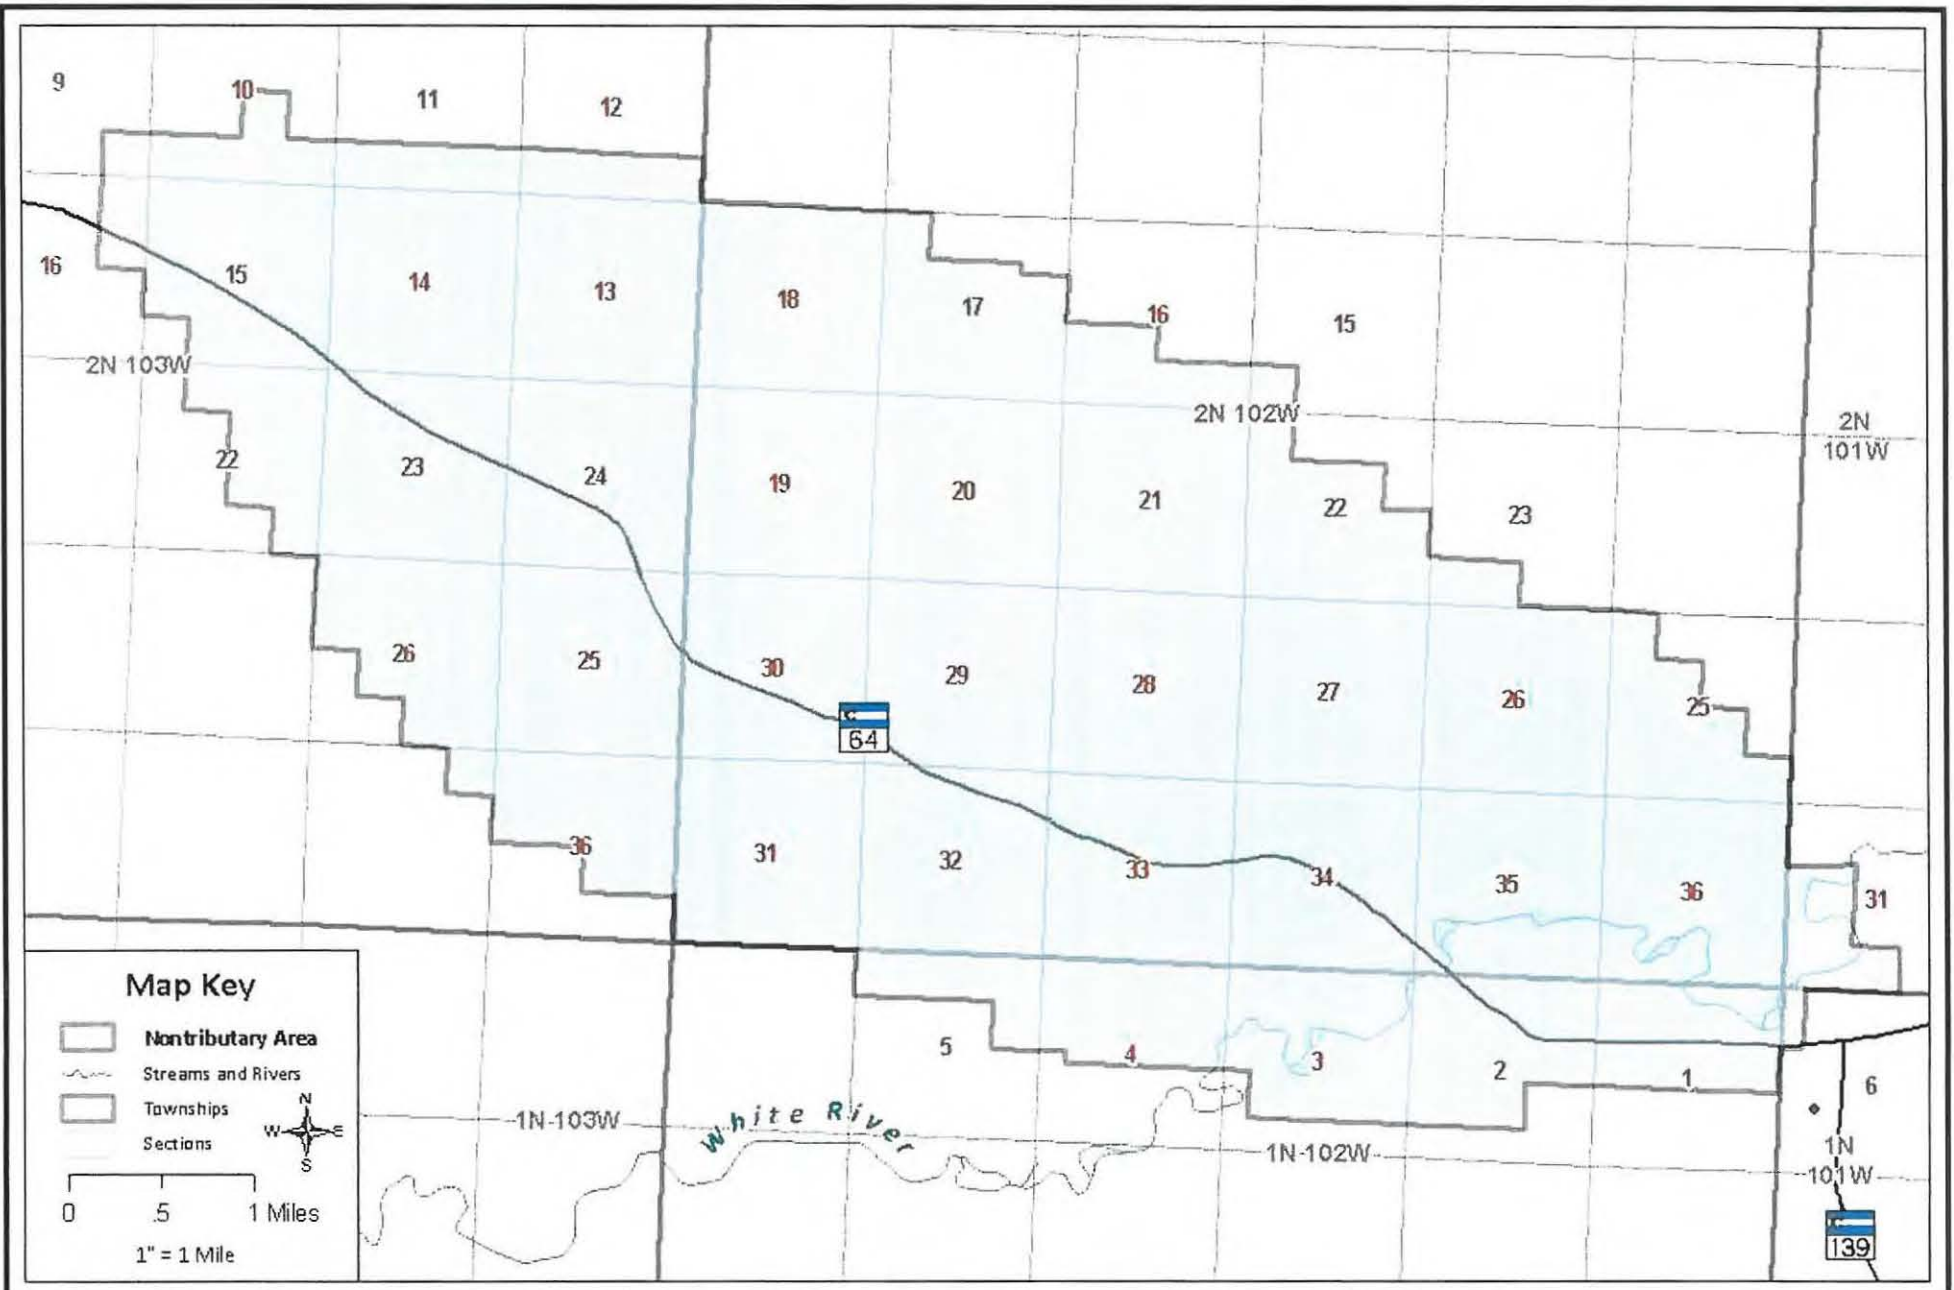 9
10
11
12
16
15
14
13
18
17
16
15
2N 103W
2N 102W
2N
101W
22
23
24
19
20
21
22
23
26
25
30
29
28
27
26
25
C
64
36
31
32
33
34
35
36
31
5
4
3
2
1
6
1N 103W
White River
1N 102W
1N
101W
139
Map Key
Nontributary Area
Streams and Rivers
Townships
Sections
N
W E
S
0 .5 1 Miles
1" = 1 Mile